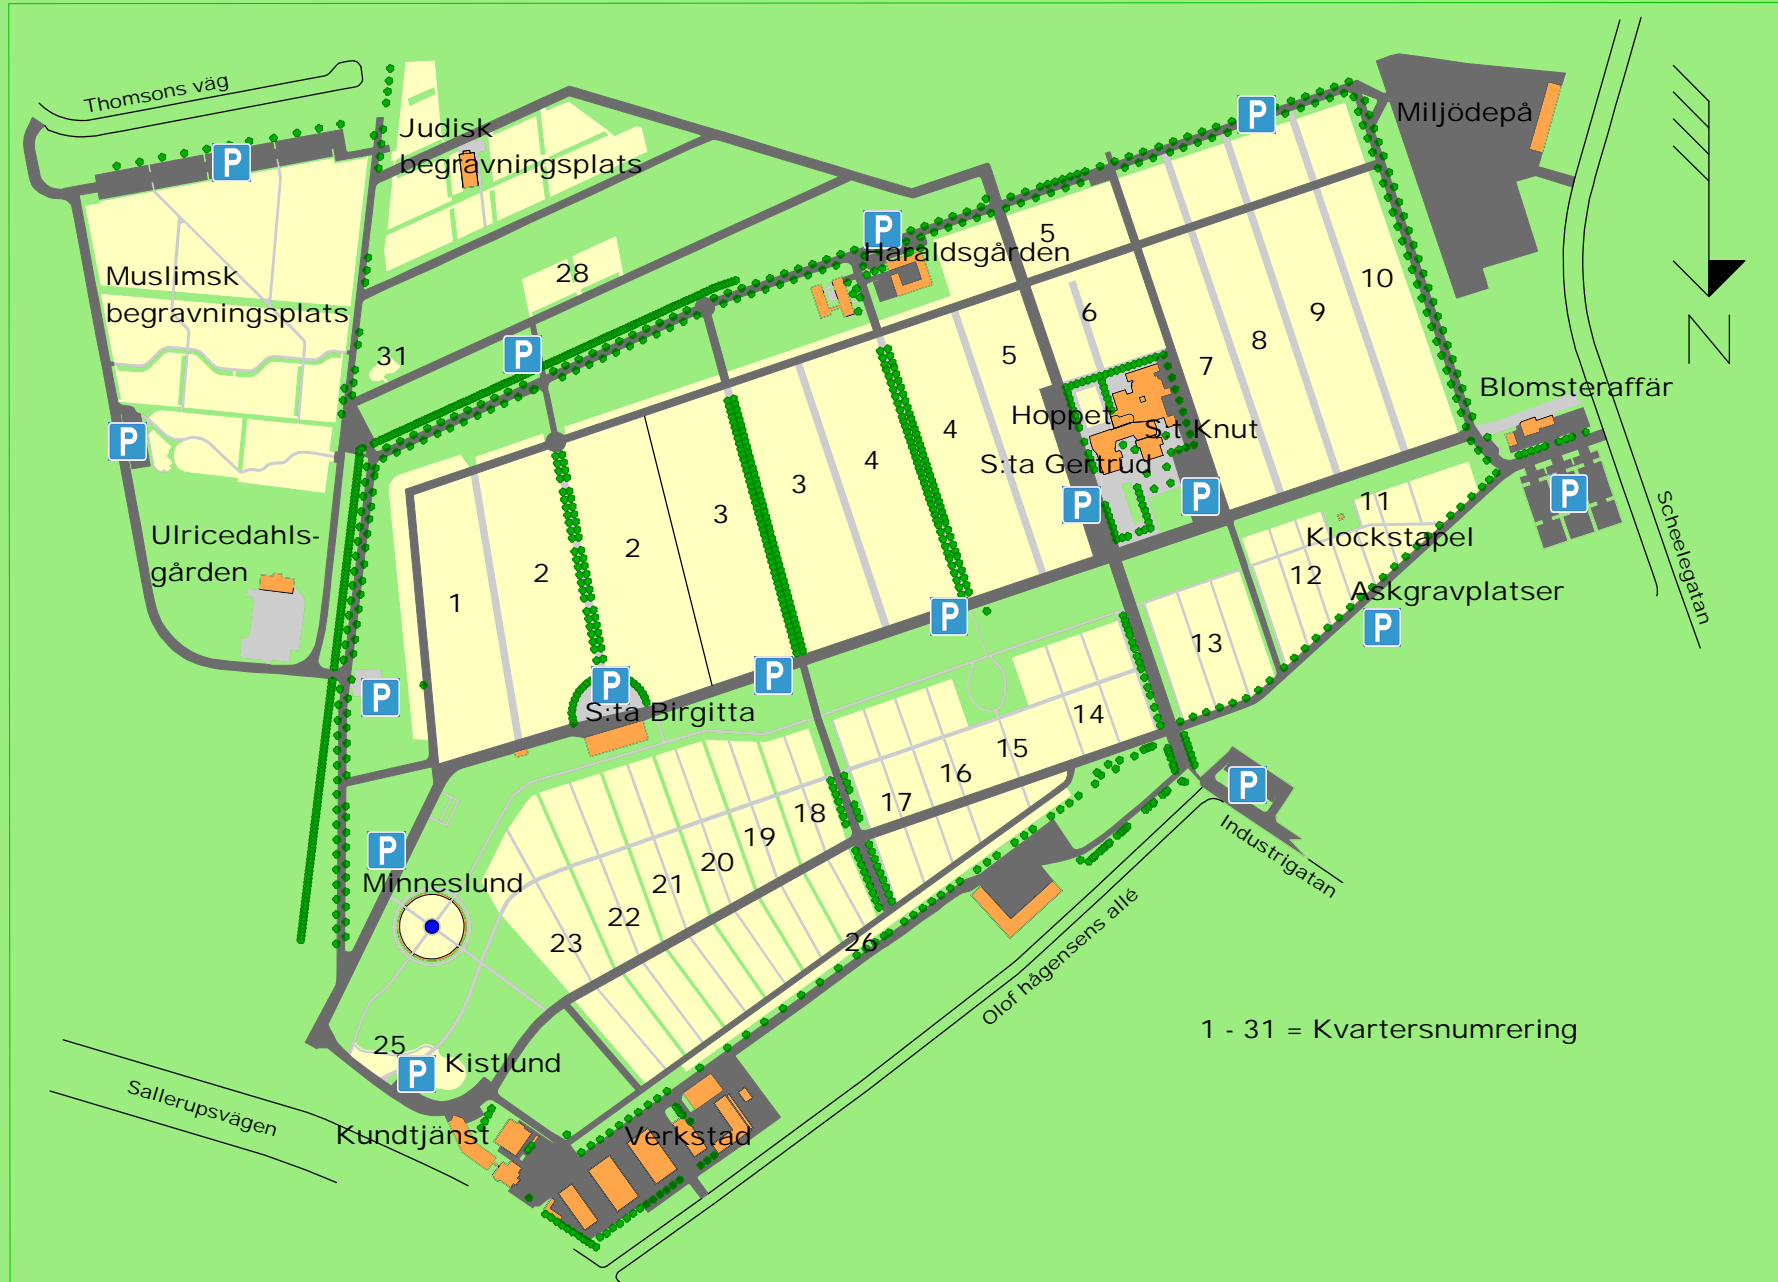 Thomsons väg
P
Judisk
begravningsplats
P
Miljödepå
Muslimsk
begravningsplats
28
P
Haraldsgården
5
10
31
P
6
9
8
5
7
Blomsteraffär
P
Hoppet
S:t Knut
4
4
S:ta Gertrud
3
3
P
P
11
P
Scheelegatan
Ulricedahls-
gården
2
2
1
Klockstapel
12
Askgravplatser
P
P
13
P
P
P
S:ta Birgitta
14
15
16
17
18
19
20
21
22
23
P
Industrigatan
P
Minneslund
26
Olof hågensens allé
N
1 - 31 = Kvartersnumrering
25
P
Kistlund
Sallerupsvägen
Kundtjänst
Verkstad